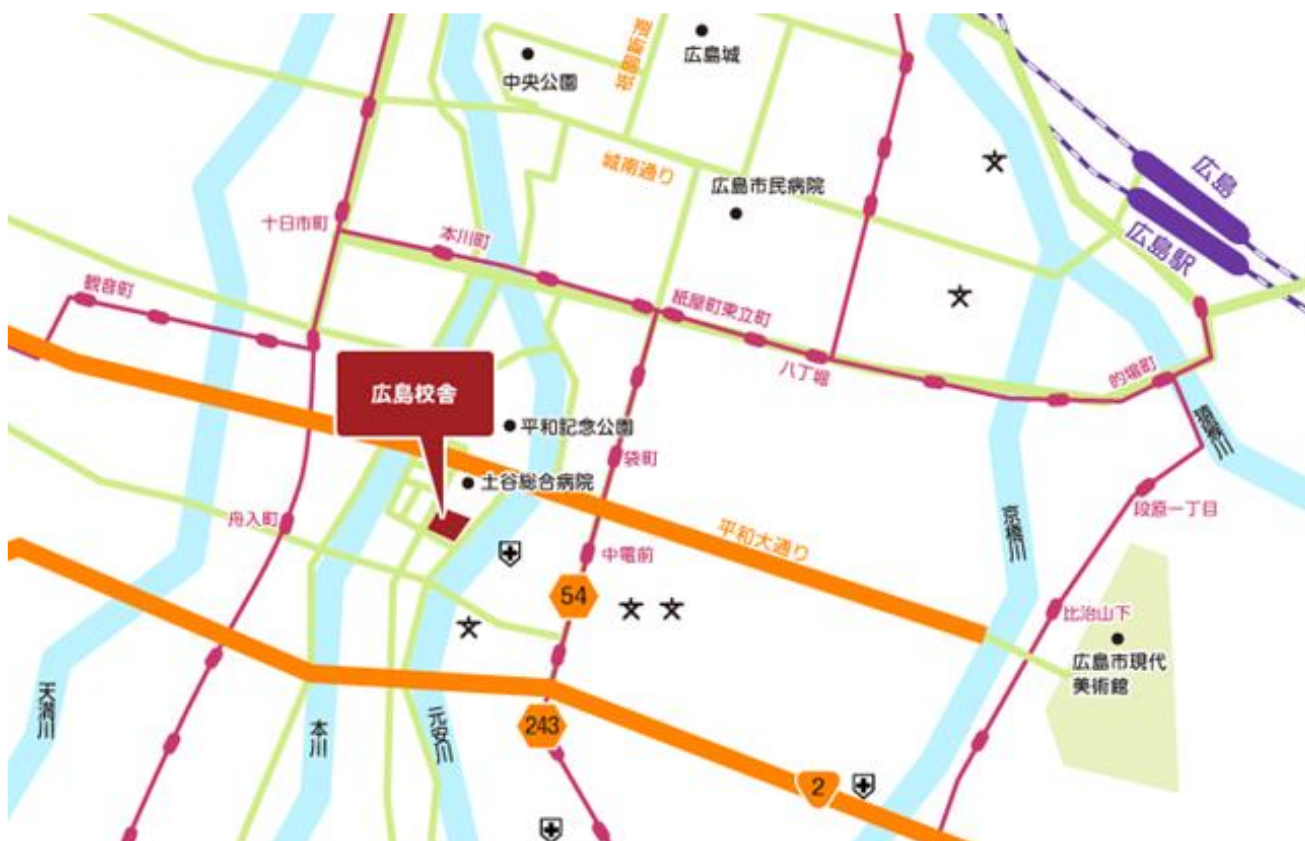 祇園新道
広島城
中央公園
城南通り
広島市民病院
広島
広島駅
十日市町
本川町
観音町
紙屋町東立町
八丁堀
的場町
広島校舎
平和記念公園
袋町
土谷総合病院
猿猴川
段原一丁目
舟入町
平和大通り
京橋川
中電前
54
比治山下
広島市現代
美術館
天満川
本川
元安川
243
2